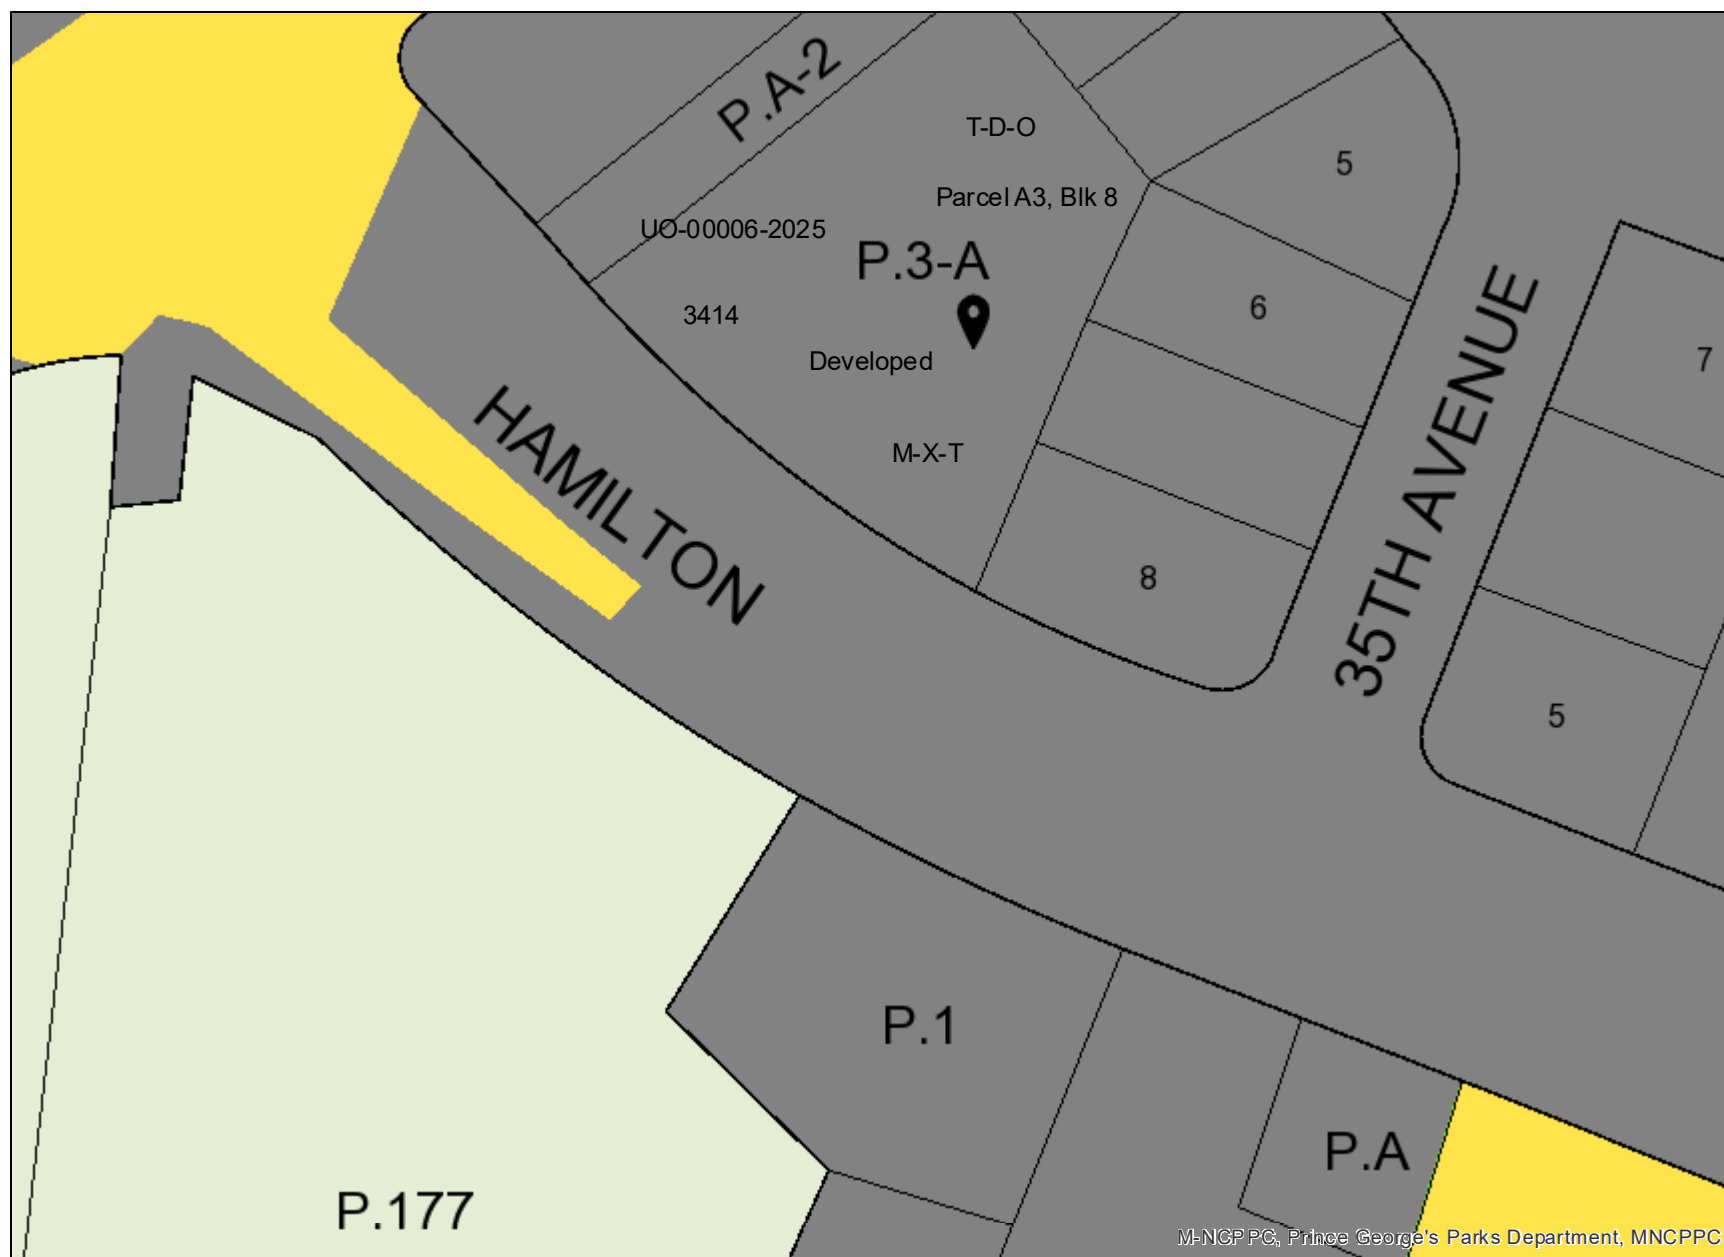 P.A-2
T-D-O
5
Parcel A3, Blk 8
UO-00006-2025
P.3-A
6
3414
7
Developed
HAMILTON
M-X-T
35TH AVENUE
8
5
P.1
P.A
P.177
M-NCPPC, Prince George's Parks Department, MNCPPC